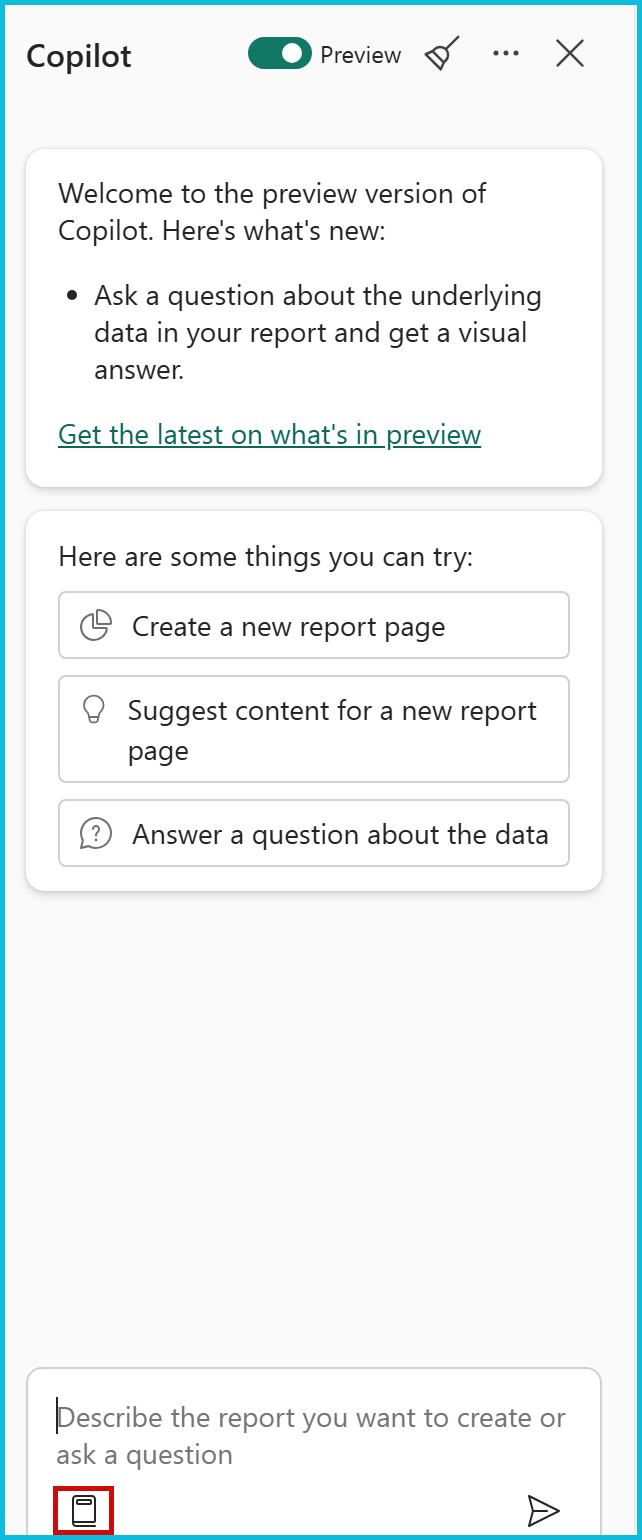 Copilot
Preview
Welcome to the preview version of
Copilot. Here's what's new:
• Ask a question about the underlying
data in your report and get a visual
answer.
Get the latest on what's in preview
Here are some things you can try:
Create a new report page
Suggest content for a new report
page
Answer a question about the data
Describe the report you want to create or
ask a question